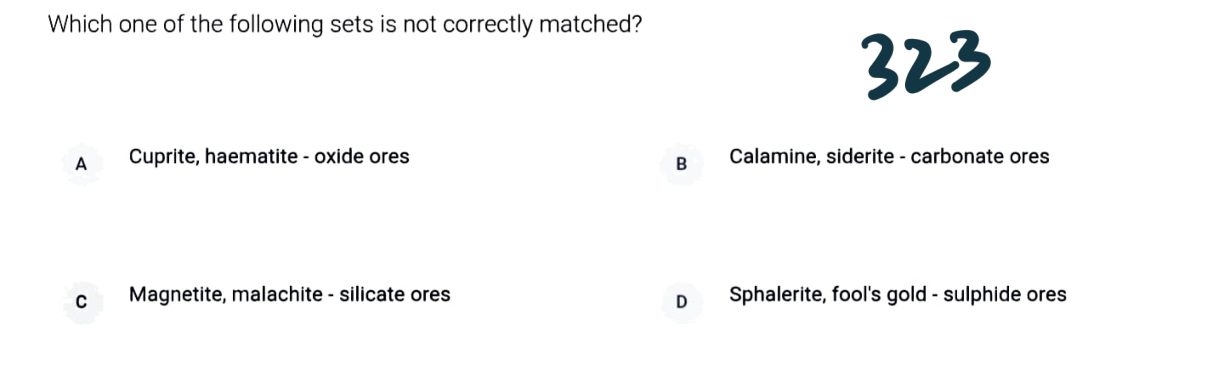 Which one of the following sets is not correctly matched?
323
A Cuprite, haematite - oxide ores
B Calamine, siderite - carbonate ores
C Magnetite, malachite - silicate ores
D Sphalerite, fool's gold - sulphide ores